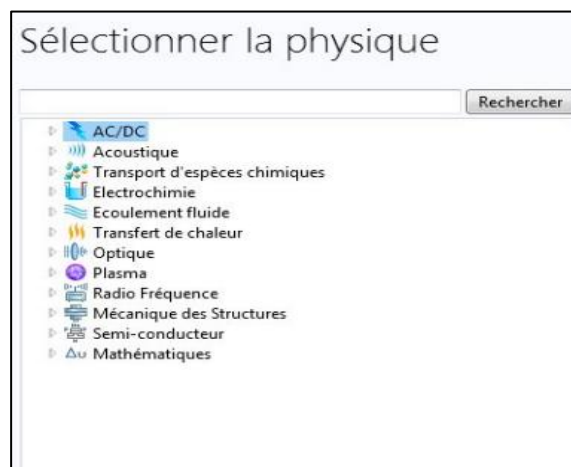 Sélectionner la physique
Rechercher
AC/DC
Acoustique
Transport d'espèces chimiques
Electrochimie
Ecoulement fluide
Transfert de chaleur
Optique
Plasma
Radio Fréquence
Mécanique des Structures
Semi-conducteur
Δu Mathématiques